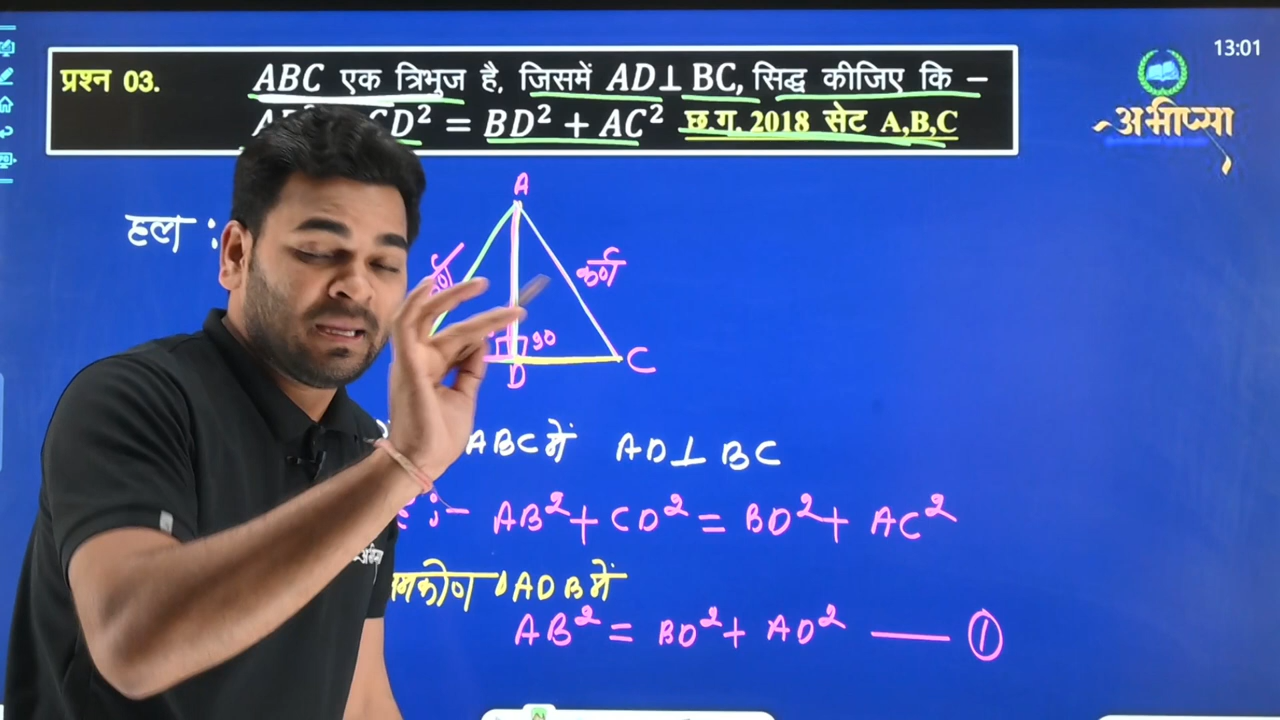 13:01
प्रश्न 03. ABC एक त्रिभुज है, जिसमें AD⊥ BC, सिद्ध कीजिए कि −
CD² = BD² + AC² छ.ग. 2018 सेट A,B,C
अभीप्सा
A
हल :
कर्ण
90
D
C
ABC में AD⊥BC
:- AB²+ CD² = BD²+ AC²
ADB में
AB² = BD²+ AD² —— ①